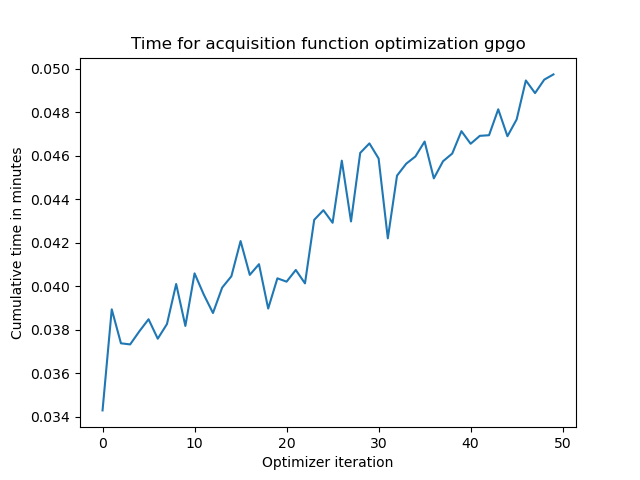 Time for acquisition function optimization gpgo
0.050
0.048
0.046
0.044
0.042
0.040
0.038
0.036
0.034
Cumulative time in minutes
0 10 20 30 40 50
Optimizer iteration